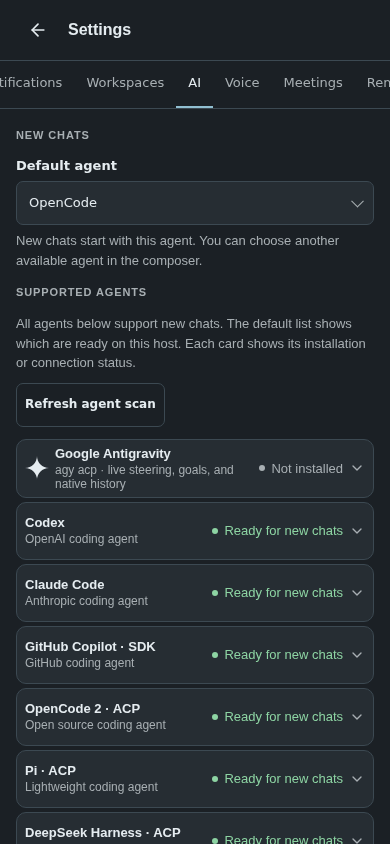 Settings
tifications Workspaces AI Voice Meetings Ren
NEW CHATS
Default agent
OpenCode
New chats start with this agent. You can choose another
available agent in the composer.
SUPPORTED AGENTS
All agents below support new chats. The default list shows
which are ready on this host. Each card shows its installation
or connection status.
Refresh agent scan
Google Antigravity
agy acp · live steering, goals, and
native history
Not installed
Codex
OpenAI coding agent
Ready for new chats
Claude Code
Anthropic coding agent
Ready for new chats
GitHub Copilot · SDK
GitHub coding agent
Ready for new chats
OpenCode 2 · ACP
Open source coding agent
Ready for new chats
Pi · ACP
Lightweight coding agent
Ready for new chats
DeepSeek Harness · ACP
Ready for new chats